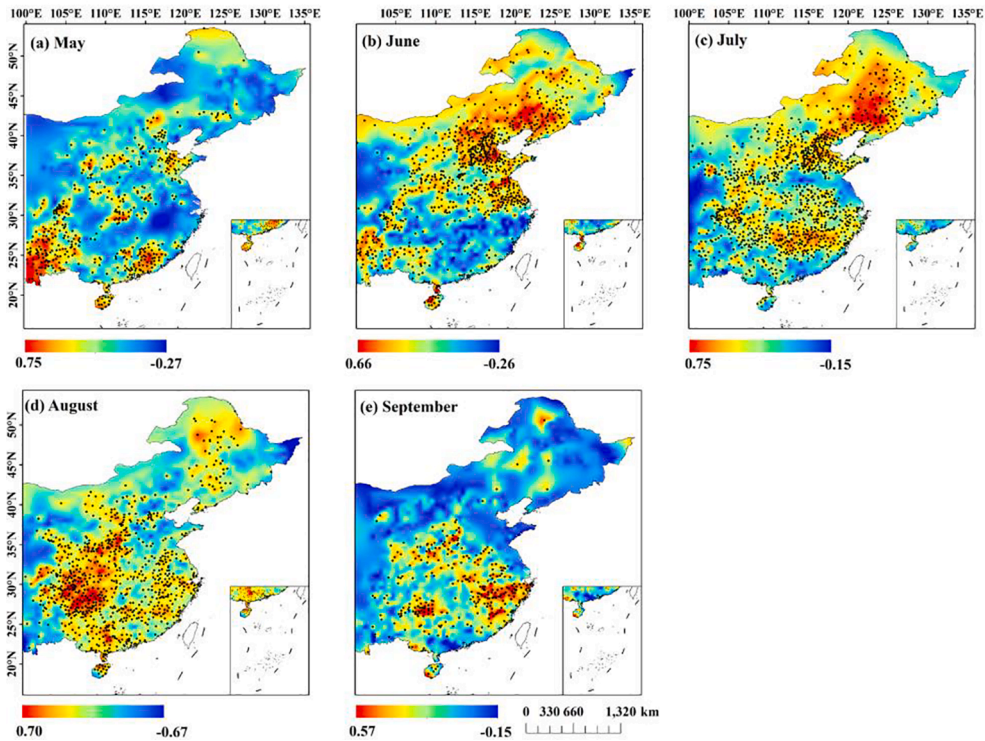 100°E 105°E 110°E 115°E 120°E 125°E 130°E 135°E
105°E 110°E 115°E 120°E 125°E 130°E 135°E
100°E 105°E 110°E 115°E 120°E 125°E 130°E 135°E
(a) May
(b) June
(c) July
50°N
45°N
40°N
35°N
30°N
25°N
20°N
0.75 -0.27
0.66 -0.26
0.75 -0.15
(d) August
(e) September
50°N
45°N
40°N
35°N
30°N
25°N
20°N
0.70 -0.67
0.57 -0.15
0 330 660 1,320 km